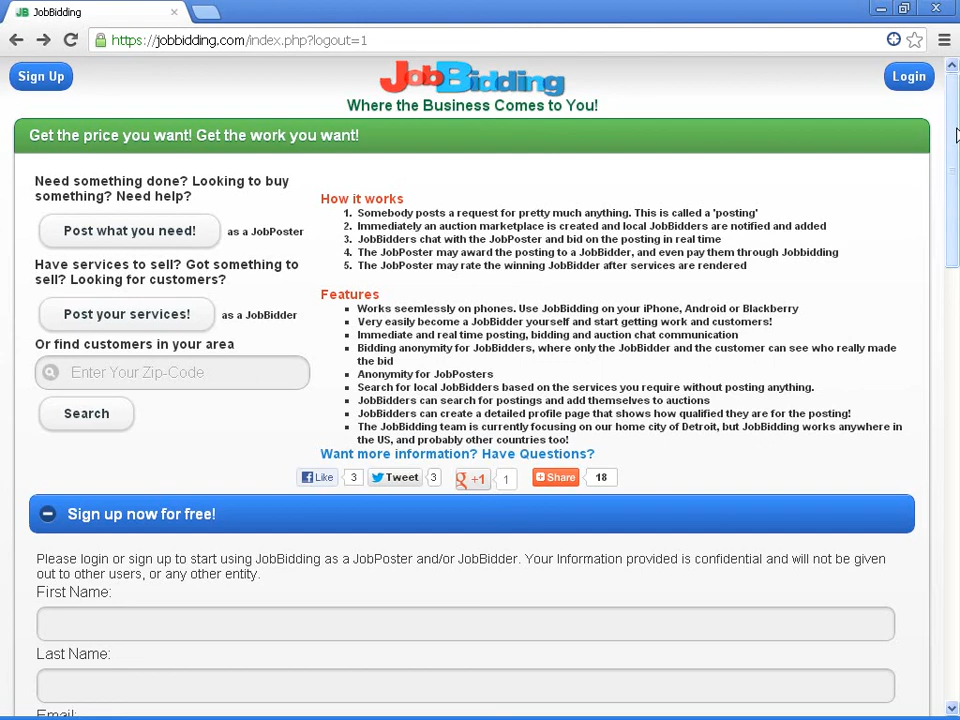 JobBidding
https://jobbidding.com/index.php?logout=1
Sign Up
JobBidding
Login
Where the Business Comes to You!
Get the price you want! Get the work you want!
Need something done? Looking to buy
something? Need help?
Post what you need!
as a JobPoster
Have services to sell? Got something to
sell? Looking for customers?
Post your services!
as a JobBidder
Or find customers in your area
Enter Your Zip-Code
Search
How it works
1. Somebody posts a request for pretty much anything. This is called a 'posting'
2. Immediately an auction marketplace is created and local JobBidders are notified and added
3. JobBidders chat with the JobPoster and bid on the posting in real time
4. The JobPoster may award the posting to a JobBidder, and even pay them through Jobbidding
5. The JobPoster may rate the winning JobBidder after services are rendered
Features
Works seemlessly on phones. Use JobBidding on your iPhone, Android or Blackberry
Very easily become a JobBidder yourself and start getting work and customers!
Immediate and real time posting, bidding and auction chat communication
Bidding anonymity for JobBidders, where only the JobBidder and the customer can see who really made
the bid
Anonymity for JobPosters
Search for local JobBidders based on the services you require without posting anything.
JobBidders can search for postings and add themselves to auctions
JobBidders can create a detailed profile page that shows how qualified they are for the posting!
The JobBidding team is currently focusing on our home city of Detroit, but JobBidding works anywhere in
the US, and probably other countries too!
Want more information? Have Questions?
Like 3 Tweet 3 g +1 1 Share 18
Sign up now for free!
Please login or sign up to start using JobBidding as a JobPoster and/or JobBidder. Your Information provided is confidential and will not be given
out to other users, or any other entity.
First Name:
Last Name:
Email: